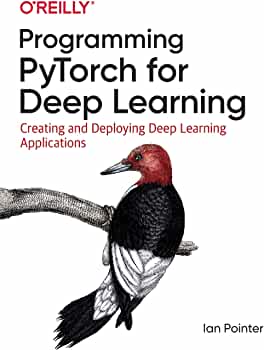 O'REILLY®
Programming
PyTorch for
Deep Learning
Creating and Deploying Deep Learning
Applications
Ian Pointer